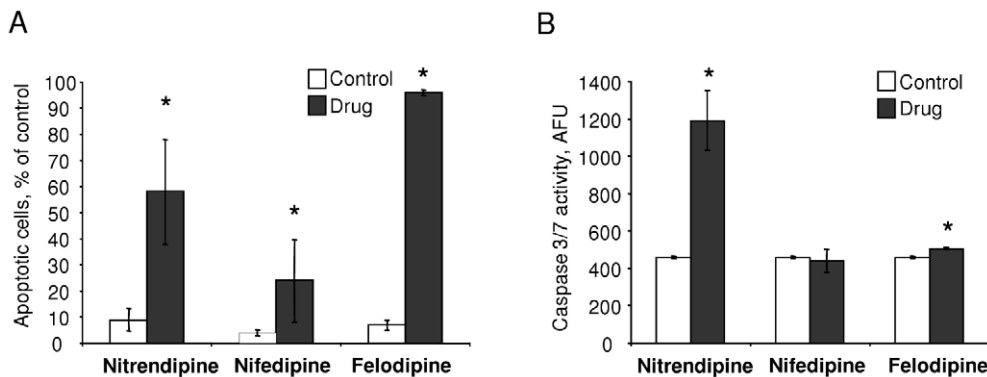 A
Apoptotic cells, % of control
100
90
80
70
60
50
40
30
20
10
0
Control
Drug
*
*
*
Nitrendipine Nifedipine Felodipine
B
Caspase 3/7 activity, AFU
1400
1200
1000
800
600
400
200
0
Control
Drug
*
*
Nitrendipine Nifedipine Felodipine